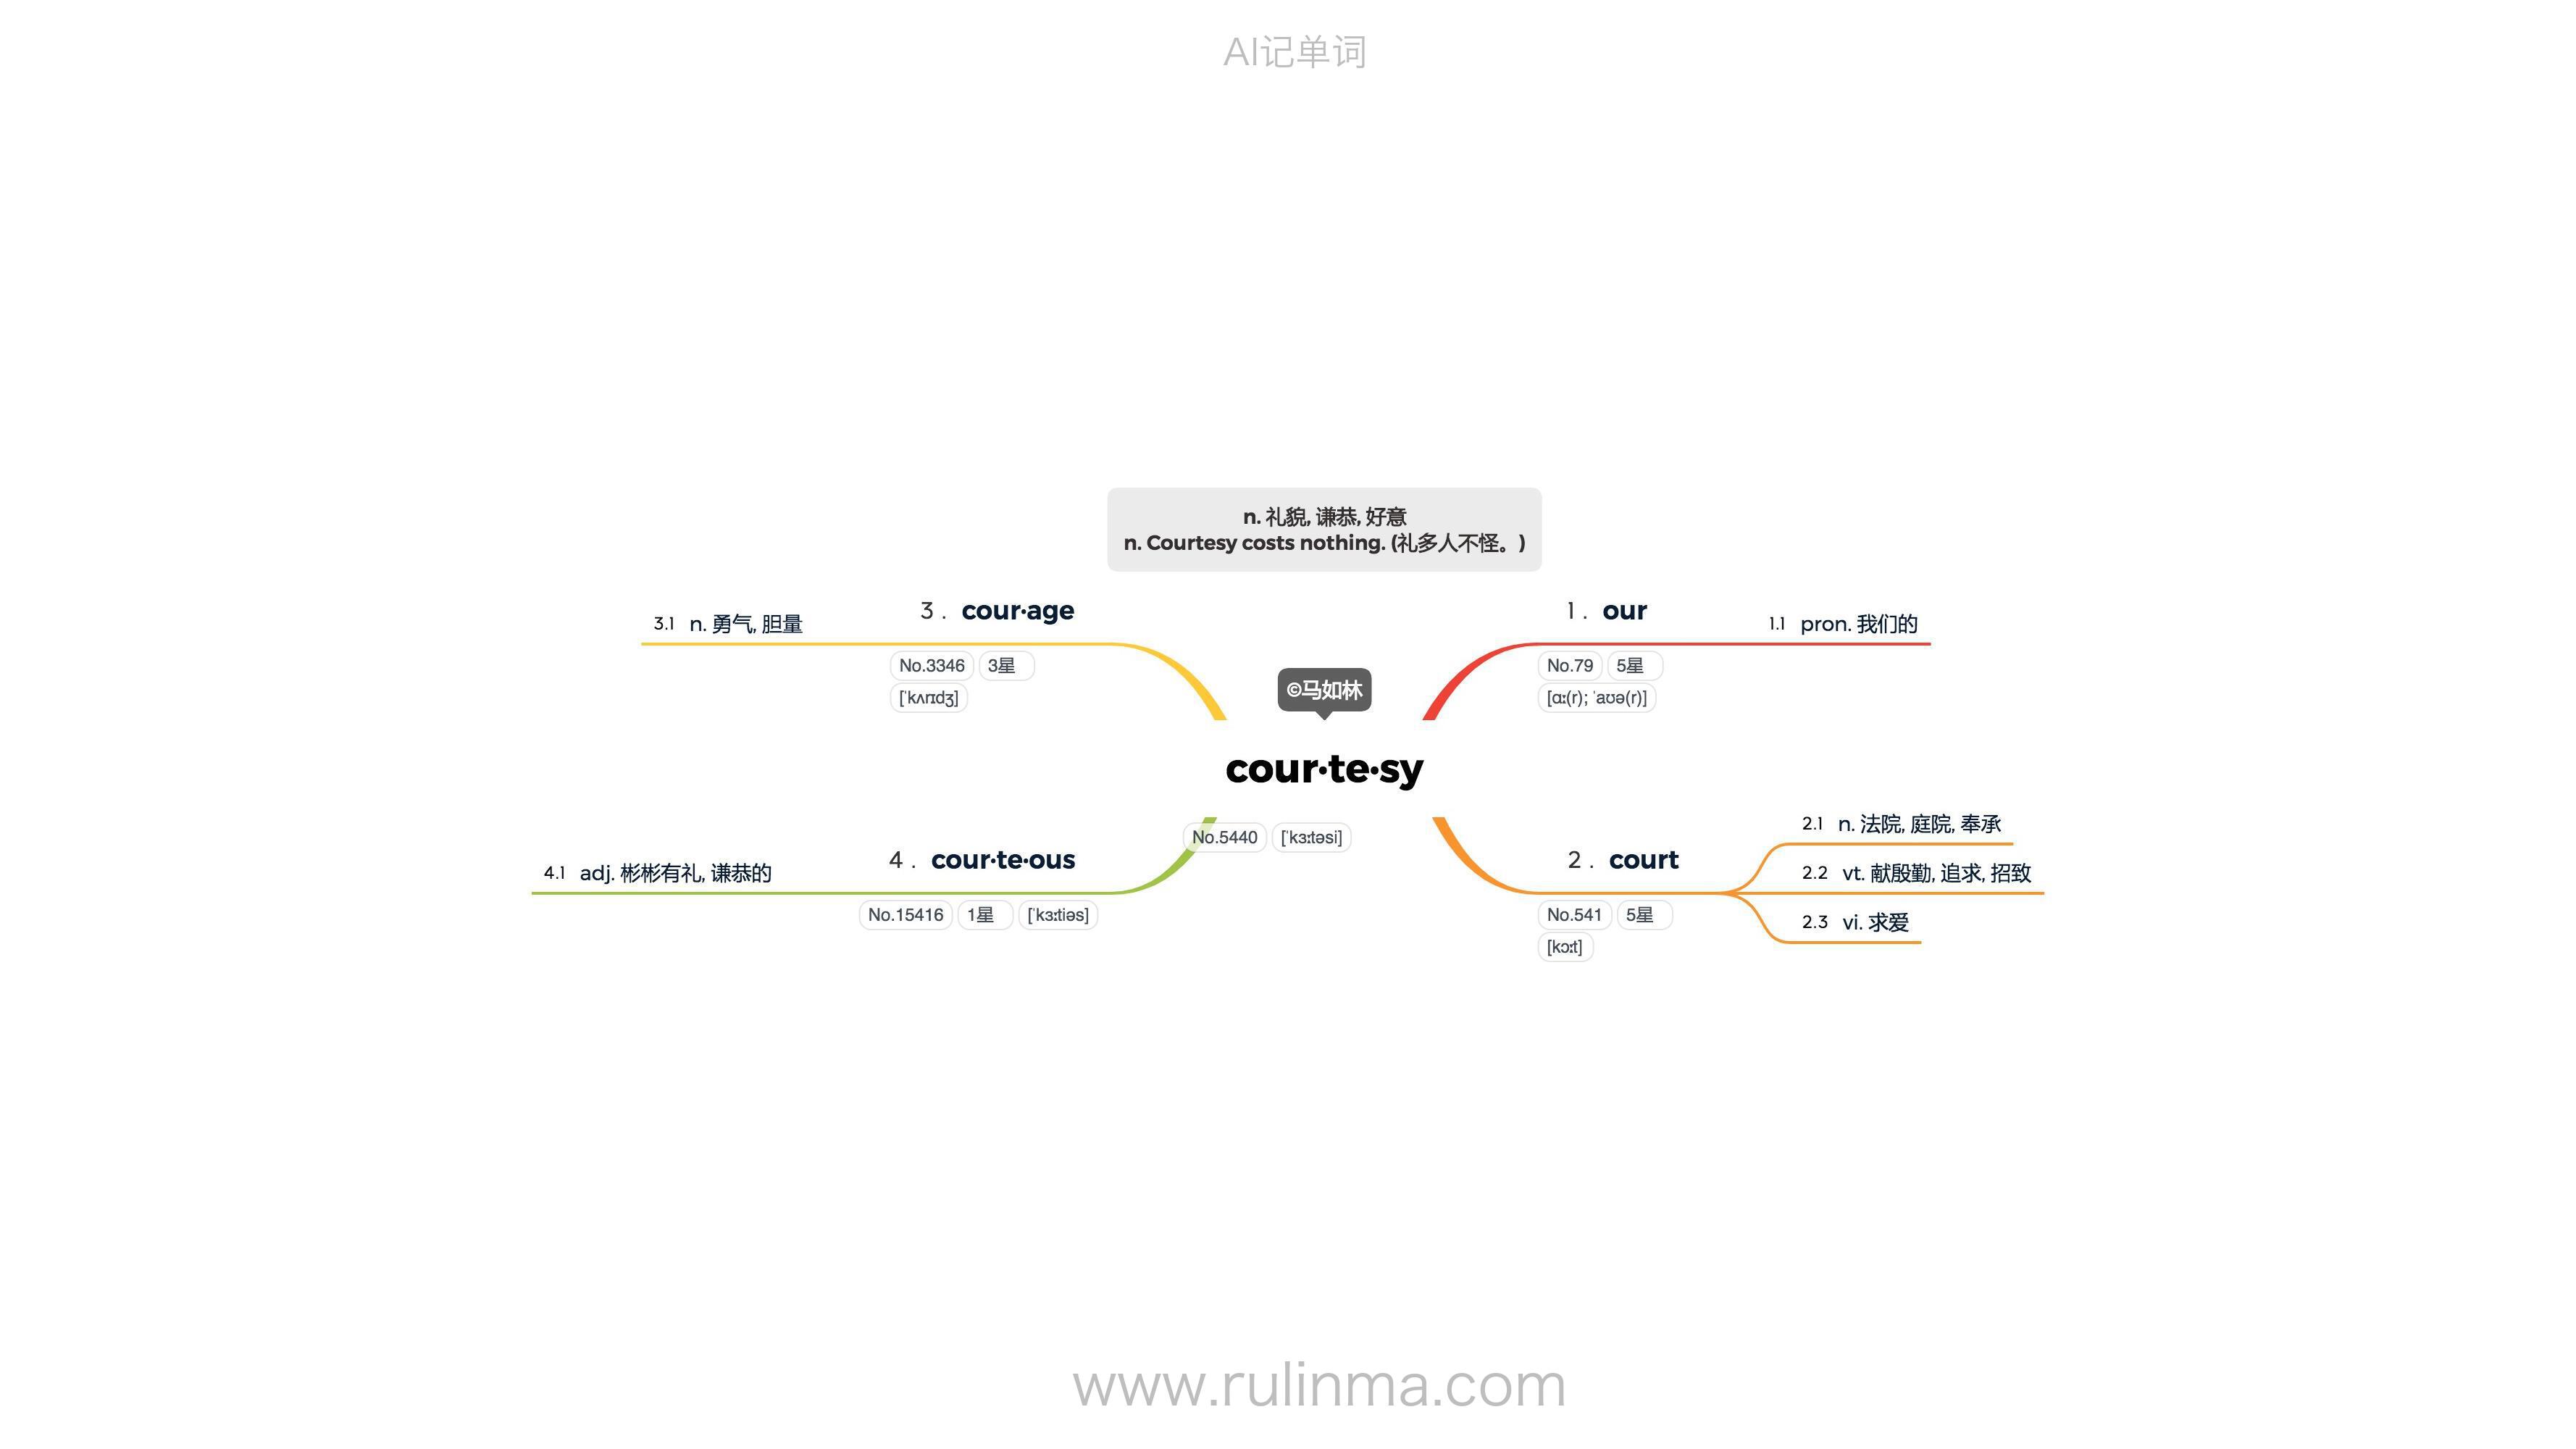 AI记单词
n. 礼貌, 谦恭, 好意
n. Courtesy costs nothing. (礼多人不怪。)
©马如林
cour·te·sy
No.5440 [ˈkɜːtəsi]
1 . our
No.79 5星
[ɑː(r); ˈaʊə(r)]
1.1 pron. 我们的
2 . court
No.541 5星
[kɔːt]
2.1 n. 法院, 庭院, 奉承
2.2 vt. 献殷勤, 追求, 招致
2.3 vi. 求爱
3 . cour·age
No.3346 3星
[ˈkʌrɪdʒ]
3.1 n. 勇气, 胆量
4 . cour·te·ous
No.15416 1星 [ˈkɜːtiəs]
4.1 adj. 彬彬有礼, 谦恭的
www.rulinma.com